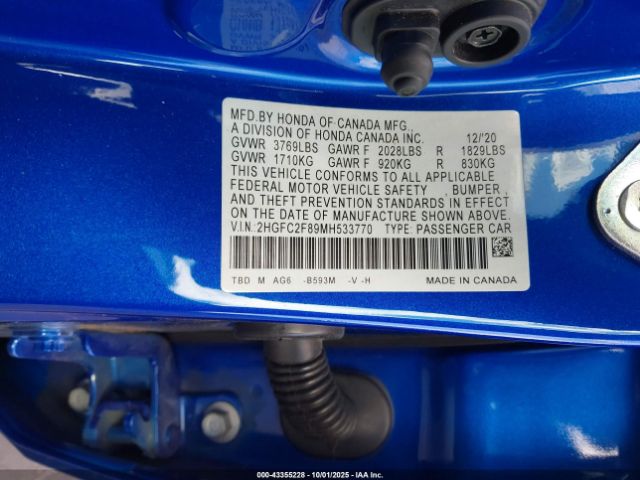 MFD.BY HONDA OF CANADA MFG.,
A DIVISION OF HONDA CANADA INC. 12/'20
GVWR 3769LBS GAWR F 2028LBS R 1829LBS
GVWR 1710KG GAWR F 920KG R 830KG
THIS VEHICLE CONFORMS TO ALL APPLICABLE
FEDERAL MOTOR VEHICLE SAFETY , BUMPER ,
AND THEFT PREVENTION STANDARDS IN EFFECT
ON THE DATE OF MANUFACTURE SHOWN ABOVE.
V.I.N.:2HGFC2F89MH533770 TYPE: PASSENGER CAR
TBD M AG6 -B593M -V -H MADE IN CANADA
000-43355228 - 10/01/2025 - IAA Inc.